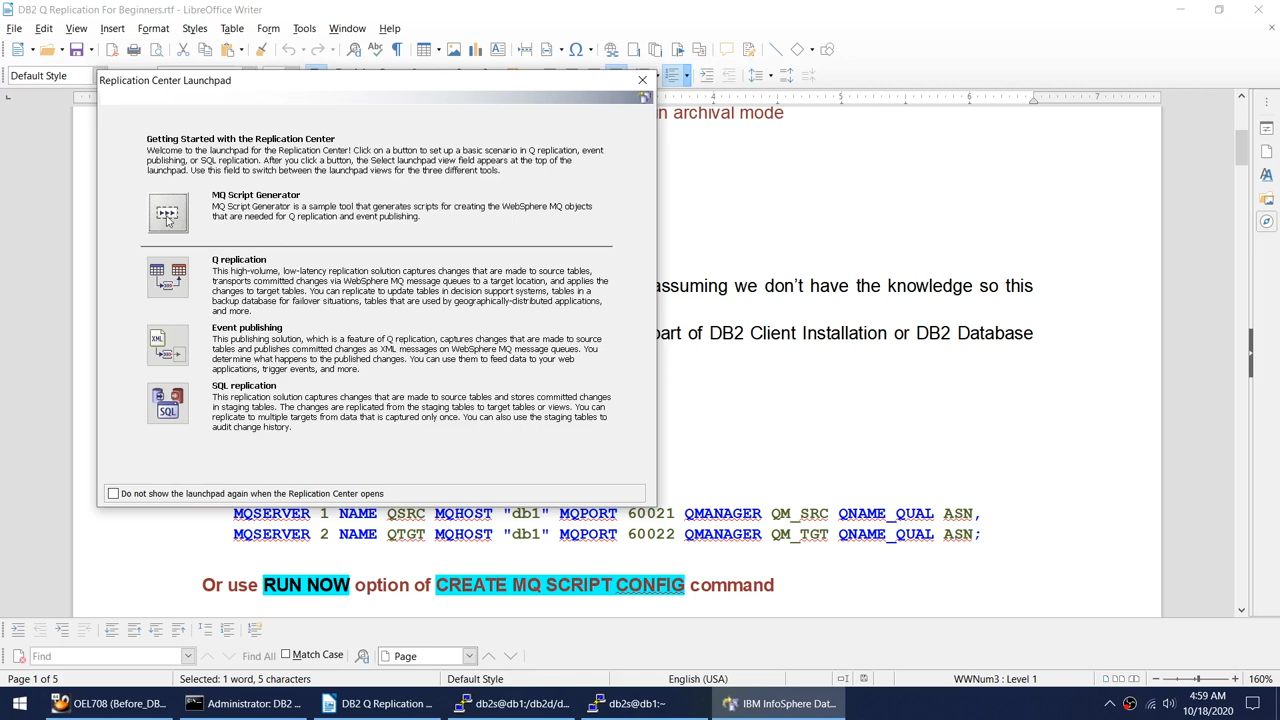 DB2 Q Replication For Beginners.rtf - LibreOffice Writer
File Edit View Insert Format Styles Table Form Tools Window Help
Default Style
Replication Center Launchpad
4 5 6 7
n archival mode
Getting Started with the Replication Center
Welcome to the launchpad for the Replication Center! Click on a button to set up a basic scenario in Q replication, event
publishing, or SQL replication. After you click a button, the Select launchpad view field appears at the top of the
launchpad. Use this field to switch between the launchpad views for the three different tools.
MQ Script Generator
MQ Script Generator is a sample tool that generates scripts for creating the WebSphere MQ objects
that are needed for Q replication and event publishing.
Q replication
This high-volume, low-latency replication solution captures changes that are made to source tables,
transports committed changes via WebSphere MQ message queues to a target location, and applies the
changes to target tables. You can replicate to update tables in decision support systems, tables in a
backup database for failover situations, tables that are used by geographically-distributed applications,
and more.
assuming we don't have the knowledge so this
part of DB2 Client Installation or DB2 Database
Event publishing
This publishing solution, which is a feature of Q replication, captures changes that are made to source
tables and publishes committed changes as XML messages on WebSphere MQ message queues. You
determine what happens to the published changes. You can use them to feed data to your web
applications, trigger events, and more.
XML
SQL replication
This replication solution captures changes that are made to source tables and stores committed changes
in staging tables. The changes are replicated from the staging tables to target tables or views. You can
replicate to multiple targets from data that is captured only once. You can also use the staging tables to
audit change history.
SQL
Do not show the launchpad again when the Replication Center opens
MQSERVER 1 NAME QSRC MQHOST "db1" MQPORT 60021 QMANAGER QM_SRC QNAME_QUAL ASN,
MQSERVER 2 NAME QTGT MQHOST "db1" MQPORT 60022 QMANAGER QM_TGT QNAME_QUAL ASN;
Or use RUN NOW option of CREATE MQ SCRIPT CONFIG command
Find Find All Match Case Page
Page 1 of 5 Selected: 1 word, 5 characters Default Style English (USA) WWNum3 : Level 1 160%
OEL708 (Before_DB... Administrator: DB2 ... DB2 Q Replication ... db2s@db1:/db2d/d... db2s@db1:~ IBM InfoSphere Dat...
4:59 AM
10/18/2020